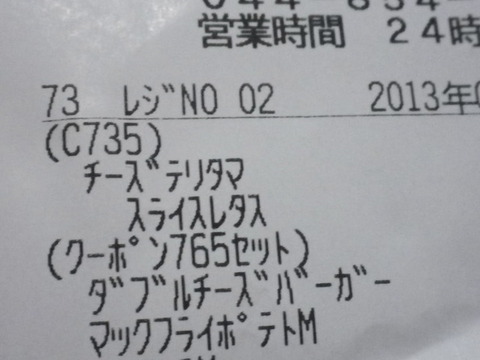 営業時間 24時
73 ﾚｼﾞNO 02 2013年
(C735)
ﾁｰｽﾞﾃﾘﾀﾏ
ｽﾗｲｽﾚﾀｽ
(ｸｰﾎﾟﾝ765ｾｯﾄ)
ﾀﾞﾌﾞﾙﾁｰｽﾞﾊﾞｰｶﾞｰ
ﾏｯｸﾌﾗｲﾎﾟﾃﾄM